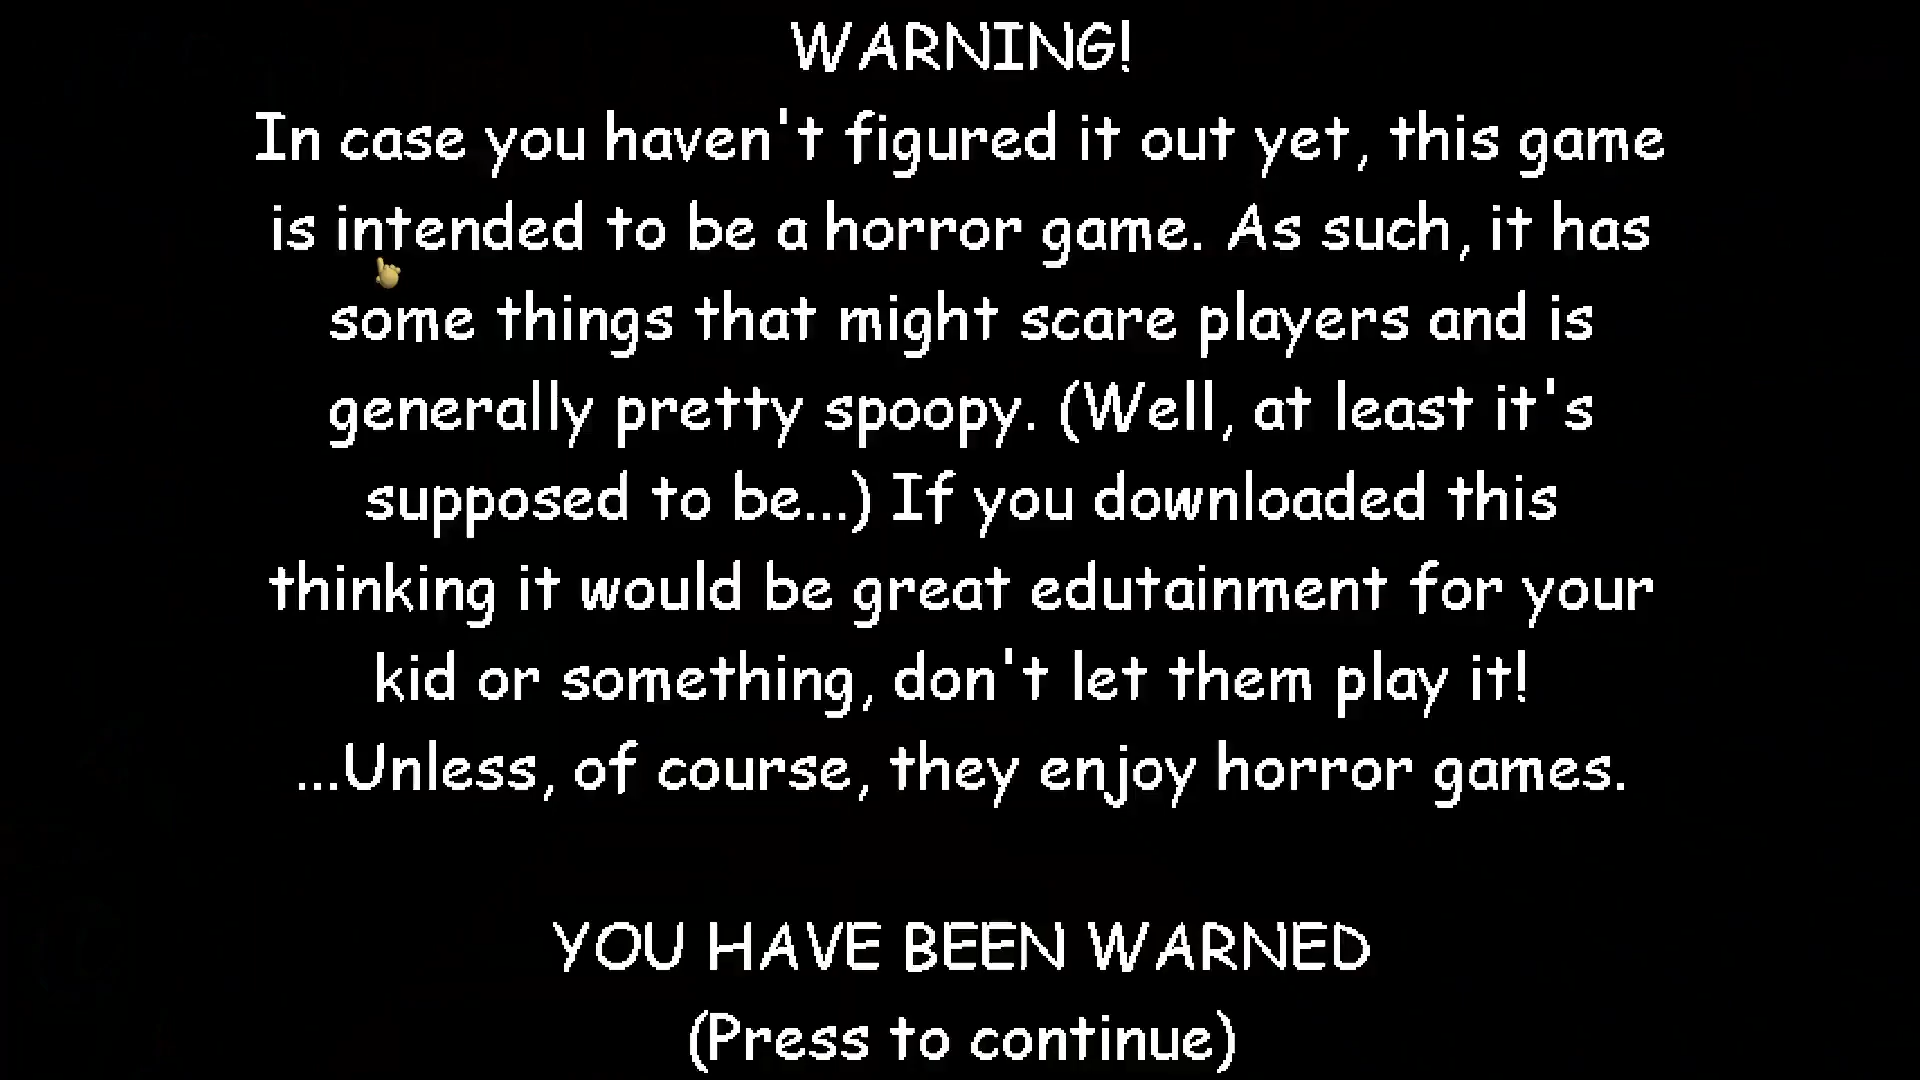 WARNING!
In case you haven't figured it out yet, this game
is intended to be a horror game. As such, it has
some things that might scare players and is
generally pretty spoopy. (Well, at least it's
supposed to be...) If you downloaded this
thinking it would be great edutainment for your
kid or something, don't let them play it!
...Unless, of course, they enjoy horror games.
YOU HAVE BEEN WARNED
(Press to continue)